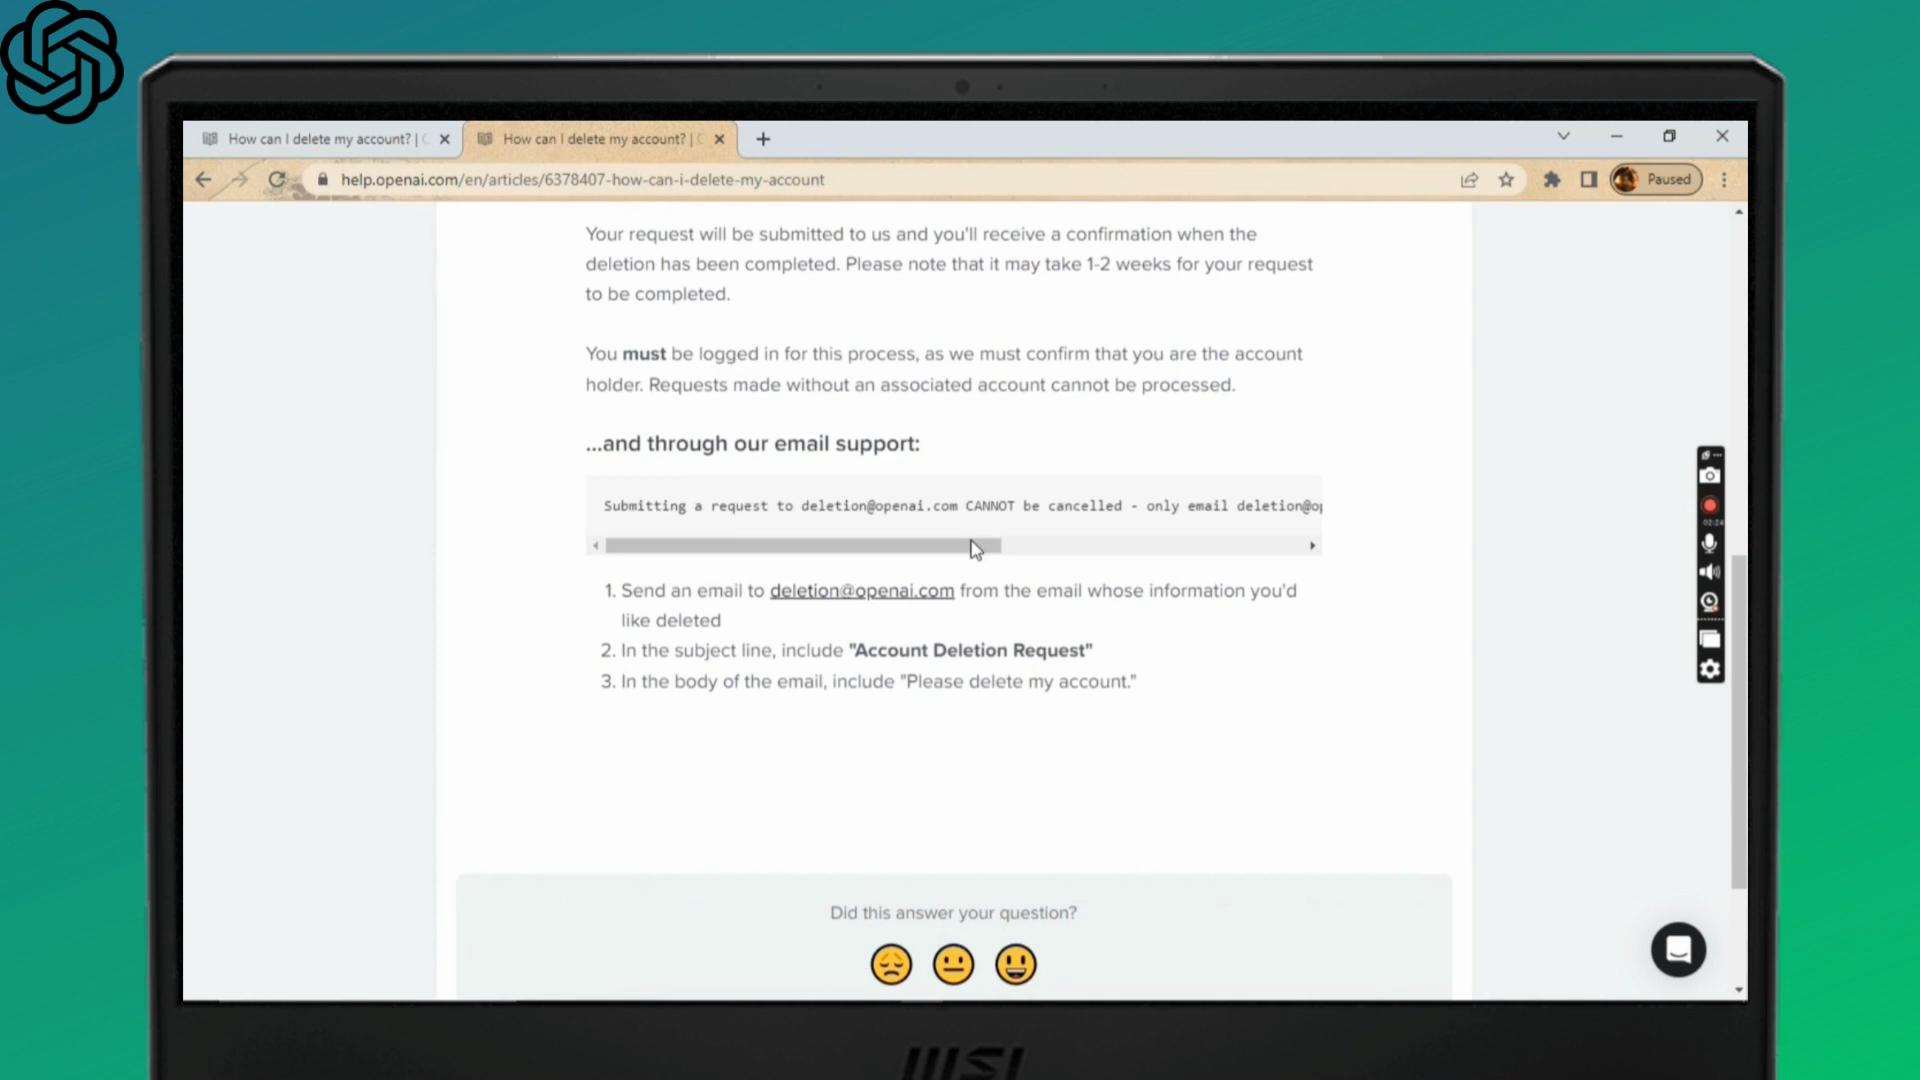 How can I delete my account? |
How can I delete my account? |
help.openai.com/en/articles/6378407-how-can-i-delete-my-account
Paused
Your request will be submitted to us and you'll receive a confirmation when the
deletion has been completed. Please note that it may take 1-2 weeks for your request
to be completed.
You must be logged in for this process, as we must confirm that you are the account
holder. Requests made without an associated account cannot be processed.
...and through our email support:
Submitting a request to deletion@openai.com CANNOT be cancelled - only email deletion@op
02:24
1. Send an email to deletion@openai.com from the email whose information you'd
like deleted
2. In the subject line, include "Account Deletion Request"
3. In the body of the email, include "Please delete my account."
Did this answer your question?
msi